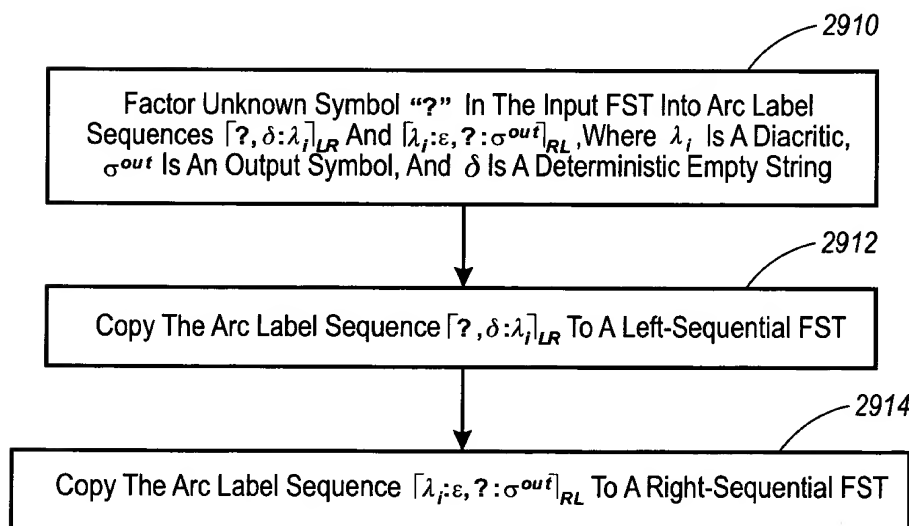 2910
Factor Unknown Symbol “?” In The Input FST Into Arc Label
Sequences ⌈?, δ:λᵢ⌉LR And ⌈λᵢ:ε, ?:σᵒᵘᵗ⌉RL, Where λᵢ Is A Diacritic,
σᵒᵘᵗ Is An Output Symbol, And δ Is A Deterministic Empty String
2912
Copy The Arc Label Sequence ⌈?, δ:λᵢ⌉LR To A Left-Sequential FST
2914
Copy The Arc Label Sequence ⌈λᵢ:ε, ?:σᵒᵘᵗ⌉RL To A Right-Sequential FST